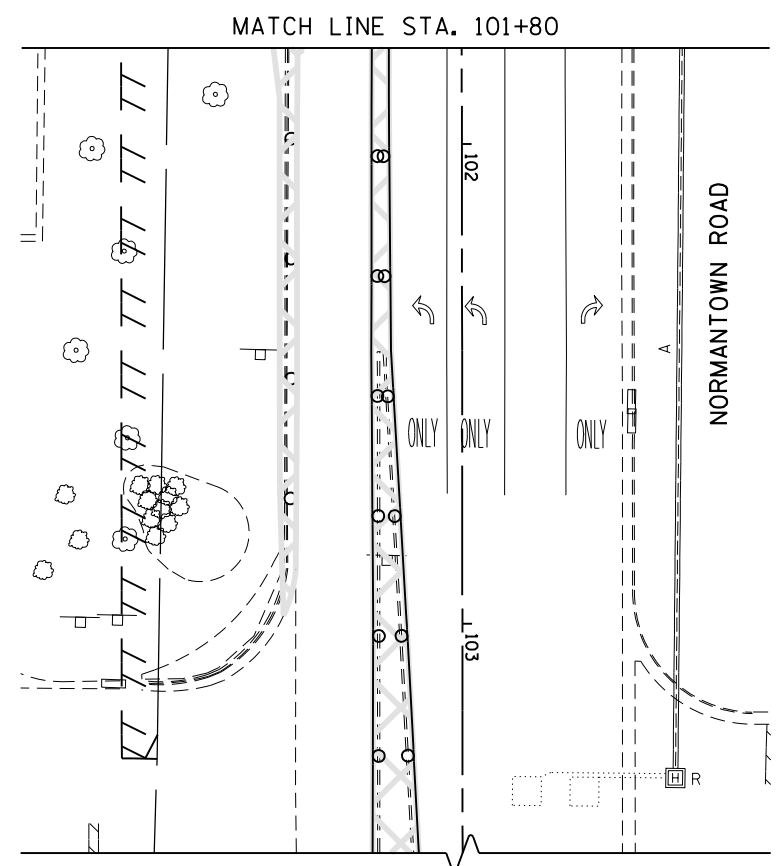 MATCH LINE STA. 101+80
102
NORMANTOWN ROAD
A
ONLY
ONLY
ONLY
103
H
R